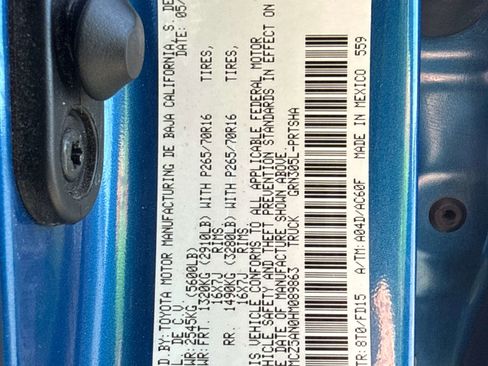 D BY: TOYOTA MOTOR MANUFACTURING DE BAJA CALIFORNIA, S. DE
L DE C.V. DATE: 05/
WR: 2545KG (5600LB)
WR: FRT. 1320KG (2910LB) WITH P265/70R16 TIRES,
16X7J RIMS,
RR. 1490KG (3280LB) WITH P265/70R16 TIRES,
16X7J RIMS.
IS VEHICLE CONFORMS TO ALL APPLICABLE FEDERAL MOTOR
VEHICLE SAFETY AND THEFT PREVENTION STANDARDS IN EFFECT ON
DATE OF MANUFACTURE SHOWN ABOVE.
MCZ5AN0HM089863 TRUCK GRN305L-PRTSHA
TR: 8T0/FD15 A/TM: A04D/AC60F MADE IN MEXICO 559